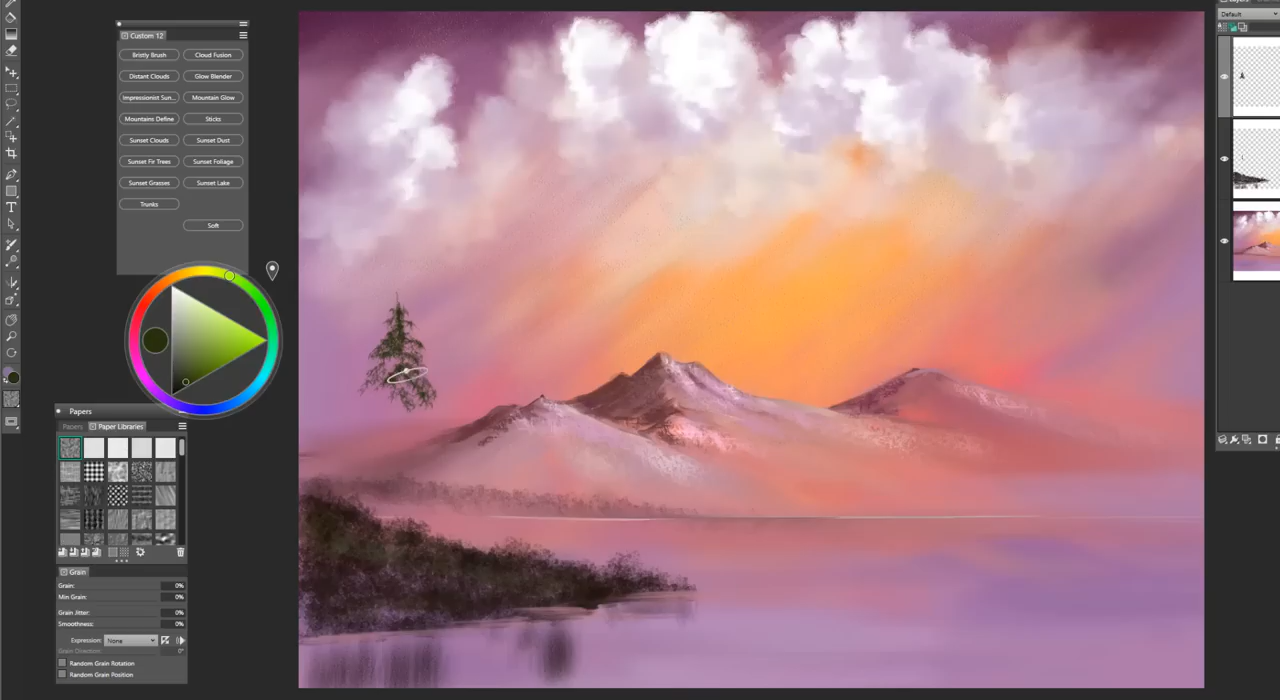 Layers
Default
Custom 12
Bristly Brush
Cloud Fusion
Distant Clouds
Glow Blender
Impressionist Sun...
Mountain Glow
Mountains Define
Sticks
Sunset Clouds
Sunset Dust
Sunset Fir Trees
Sunset Foliage
Sunset Grasses
Sunset Lake
Trunks
Soft
Papers
Papers
Paper Libraries
Grain
Grain: 0%
Min Grain: 0%
Grain Jitter: 0%
Smoothness: 0%
Expression: None
Grain Direction: 0°
Random Grain Rotation
Random Grain Position